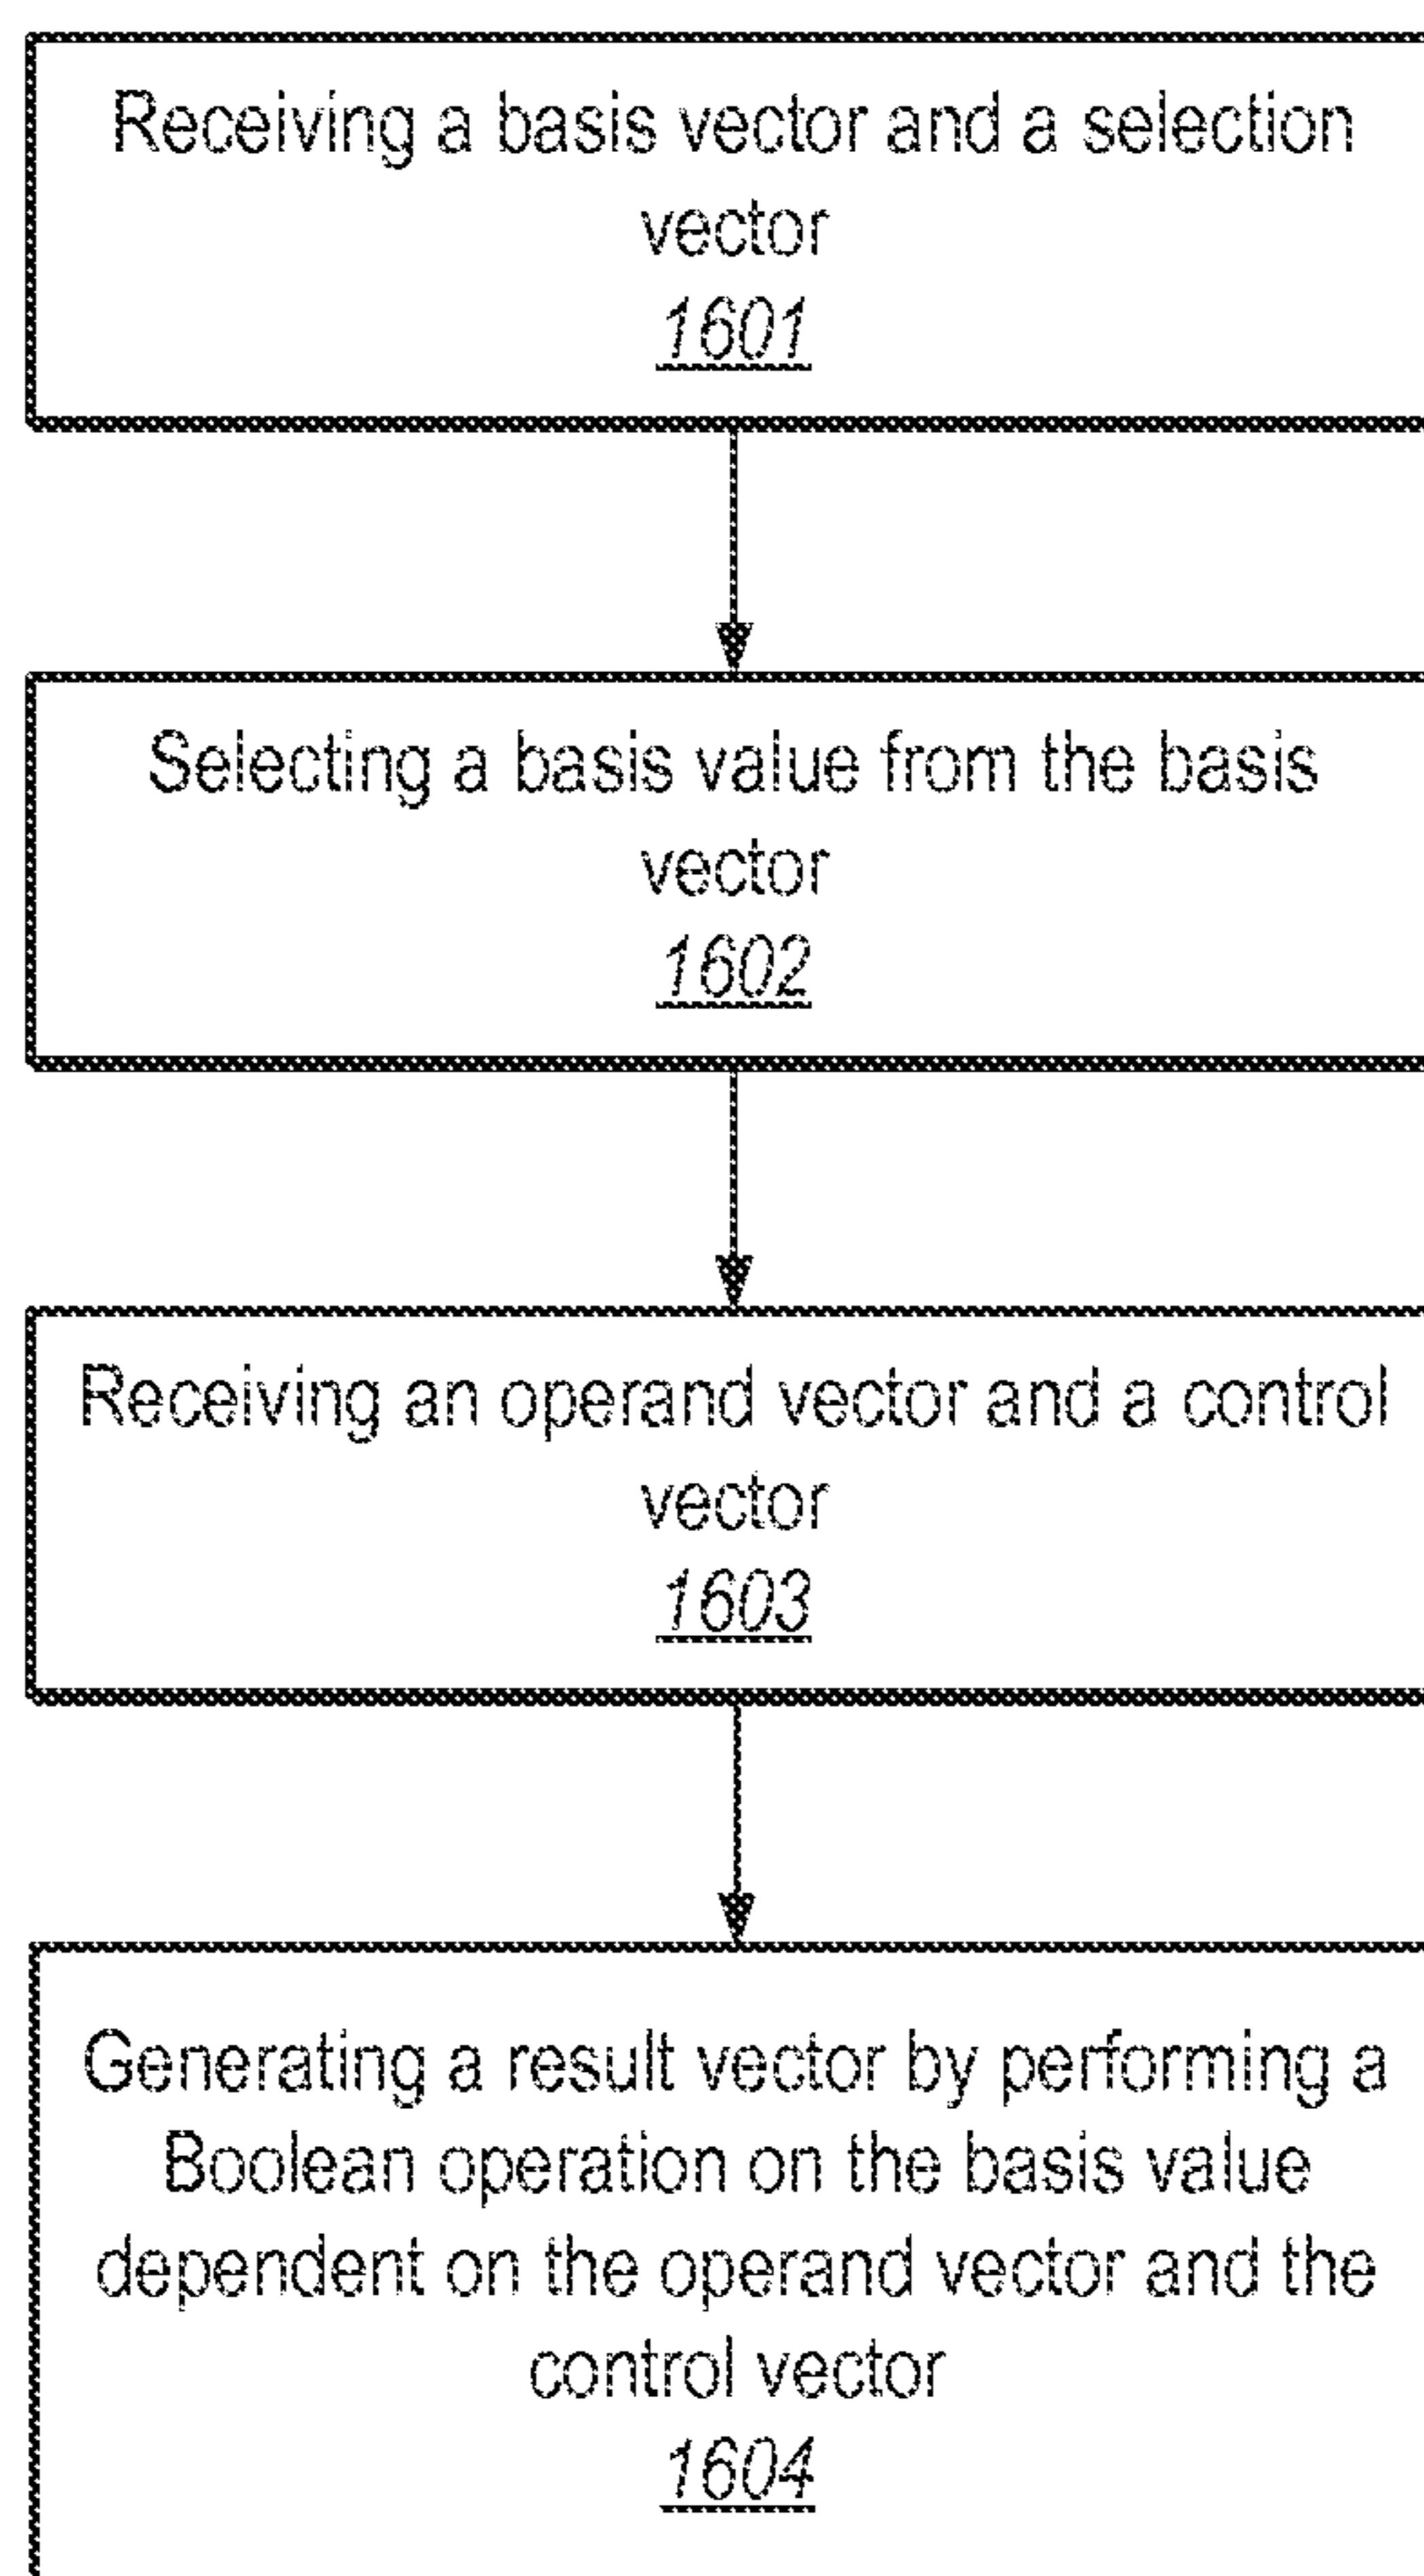 Receiving a basis vector and a selection
vector
1601
Selecting a basis value from the basis
vector
1602
Receiving an operand vector and a control
vector
1603
Generating a result vector by performing a
Boolean operation on the basis value
dependent on the operand vector and the
control vector
1604